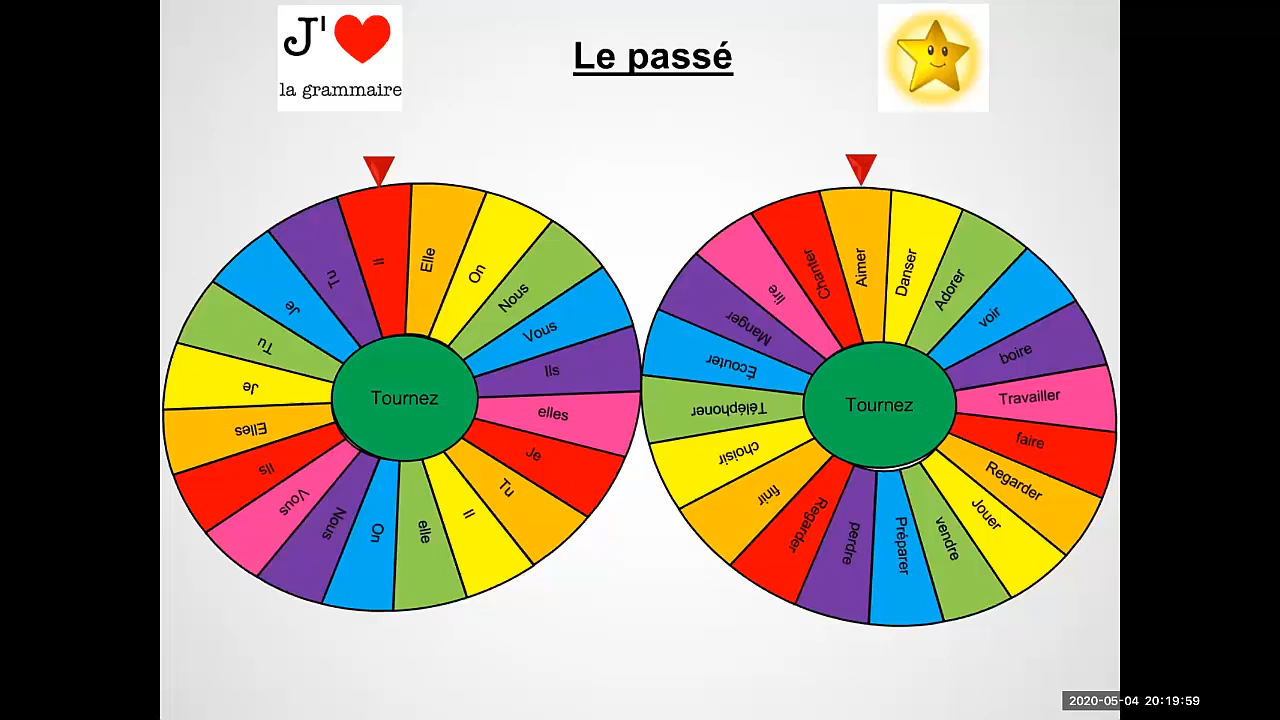 J'
la grammaire
Le passé
Il
Elle
On
Nous
Vous
Ils
elles
Je
Tu
Il
elle
On
Nous
Vous
Ils
Elles
Je
Tu
Je
Tu
Tournez
Aimer
Danser
Adorer
voir
boire
Travailler
faire
Regarder
Jouer
vendre
Préparer
perdre
Regarder
finir
choisir
Téléphoner
Écouter
Manger
lire
Chanter
Tournez
2020-05-04 20:19:59